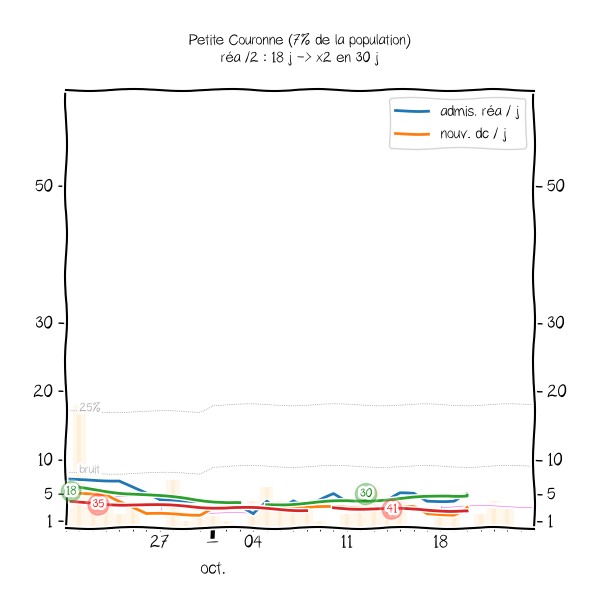 Petite Couronne (7% de la population)
réa /2 : 18 j -> x2 en 30 j
admis. réa / j
nouv. dc / j
50 50
30 30
20 20
25%
10 10
bruit
18 30
5 5
35 41
1 1
27 1 04 11 18
oct.